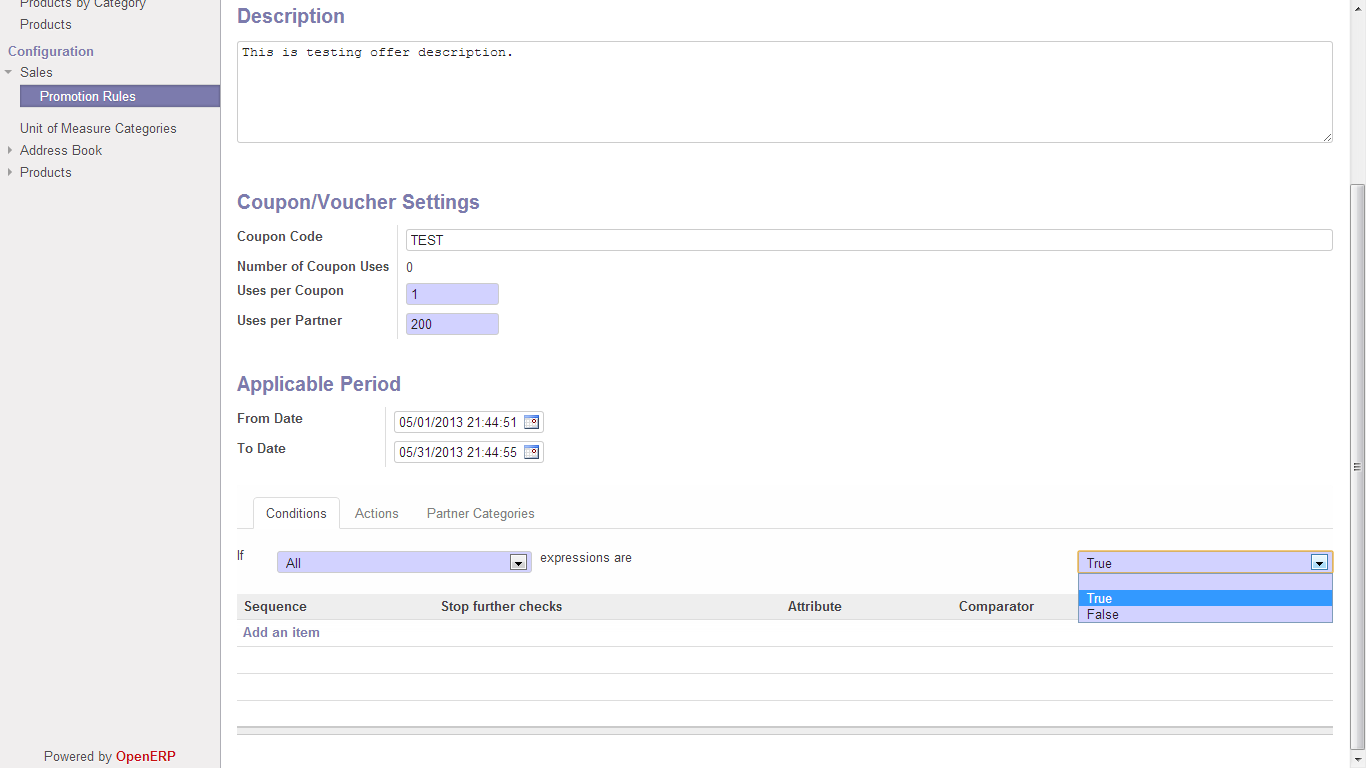 Products by Category
Products
Configuration
Sales
Promotion Rules
Unit of Measure Categories
Address Book
Products
Powered by OpenERP
Description
This is testing offer description.
Coupon/Voucher Settings
Coupon Code TEST
Number of Coupon Uses 0
Uses per Coupon 1
Uses per Partner 200
Applicable Period
From Date 05/01/2013 21:44:51
To Date 05/31/2013 21:44:55
Conditions Actions Partner Categories
If All expressions are True
True
False
Sequence Stop further checks Attribute Comparator
Add an item